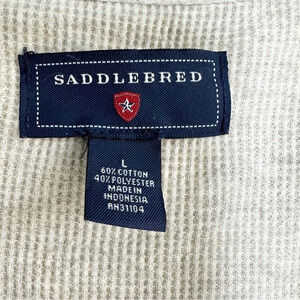 SADDLEBRED
L
60% COTTON
40% POLYESTER
MADE IN
INDONESIA
RN31104